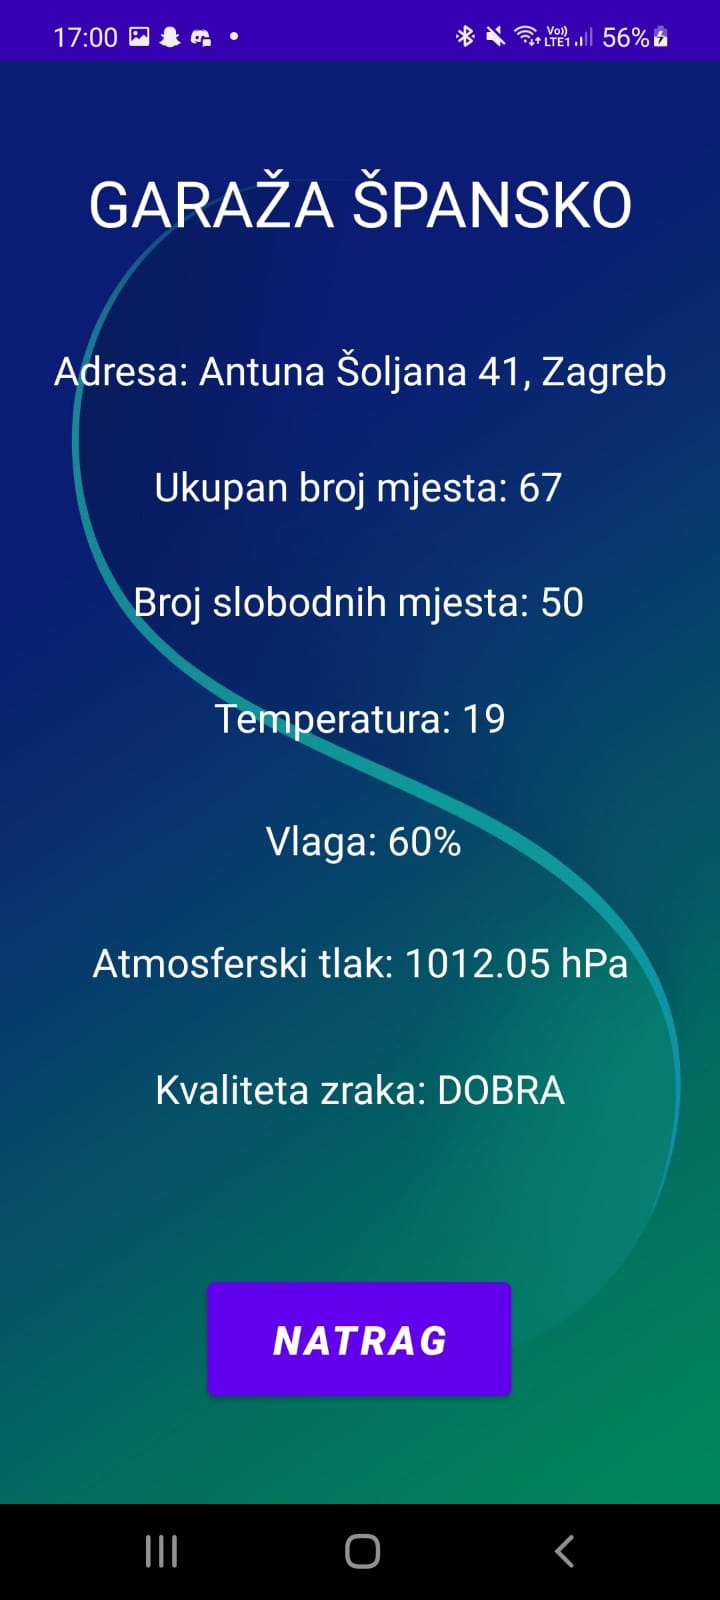 17:00 56%
Vo))
LTE1
GARAŽA ŠPANSKO
Adresa: Antuna Šoljana 41, Zagreb
Ukupan broj mjesta: 67
Broj slobodnih mjesta: 50
Temperatura: 19
Vlaga: 60%
Atmosferski tlak: 1012.05 hPa
Kvaliteta zraka: DOBRA
NATRAG